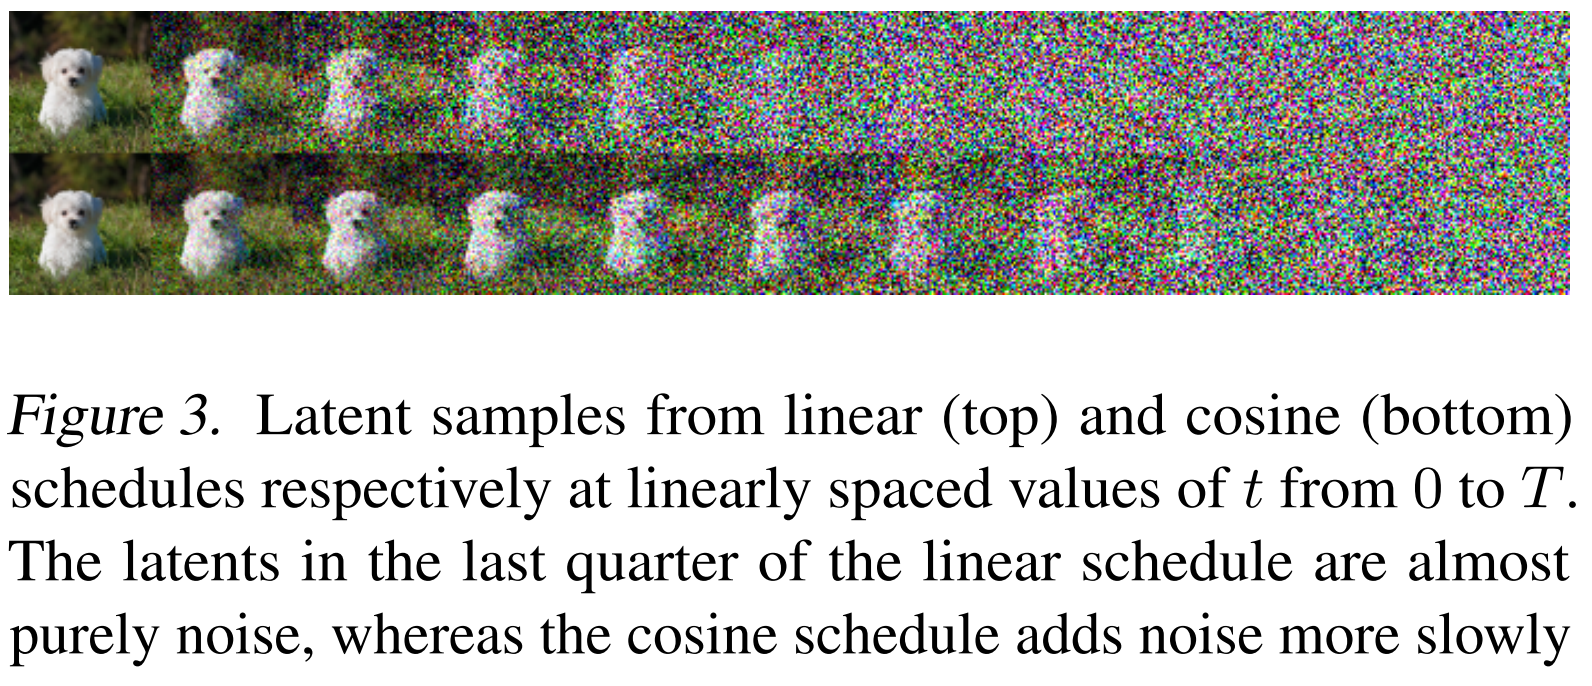 Figure 3. Latent samples from linear (top) and cosine (bottom)
schedules respectively at linearly spaced values of t from 0 to T.
The latents in the last quarter of the linear schedule are almost
purely noise, whereas the cosine schedule adds noise more slowly